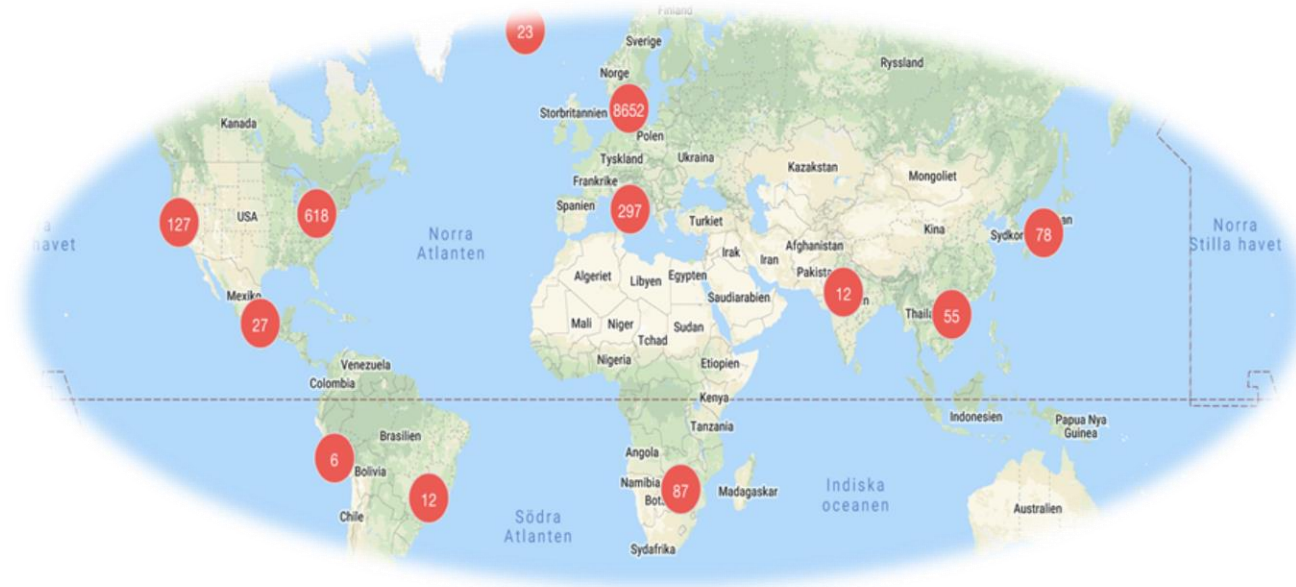 Finland
23
Sverige
Ryssland
Norge
8652
Storbritannien
Kanada
Polen
Tyskland
Ukraina
Kazakstan
Frankrike
Mongoliet
Spanien
297
618
127
USA
Turkiet
Norra
Atlanten
Kina
78
Norra
Stilla havet
havet
Irak
Iran
Afghanistan
Algeriet
Libyen
Egypten
12
Saudiarabien
Mexiko
27
Mali
Niger
Sudan
55
Tchad
Nigeria
Etiopien
Venezuela
Colombia
Kenya
Indonesien
Papua Nya
Guinea
Tanzania
Brasilien
Angola
6
Bolivia
Namibia
87
Madagaskar
Indiska
oceanen
12
Australien
Chile
Södra
Atlanten
Sydafrika